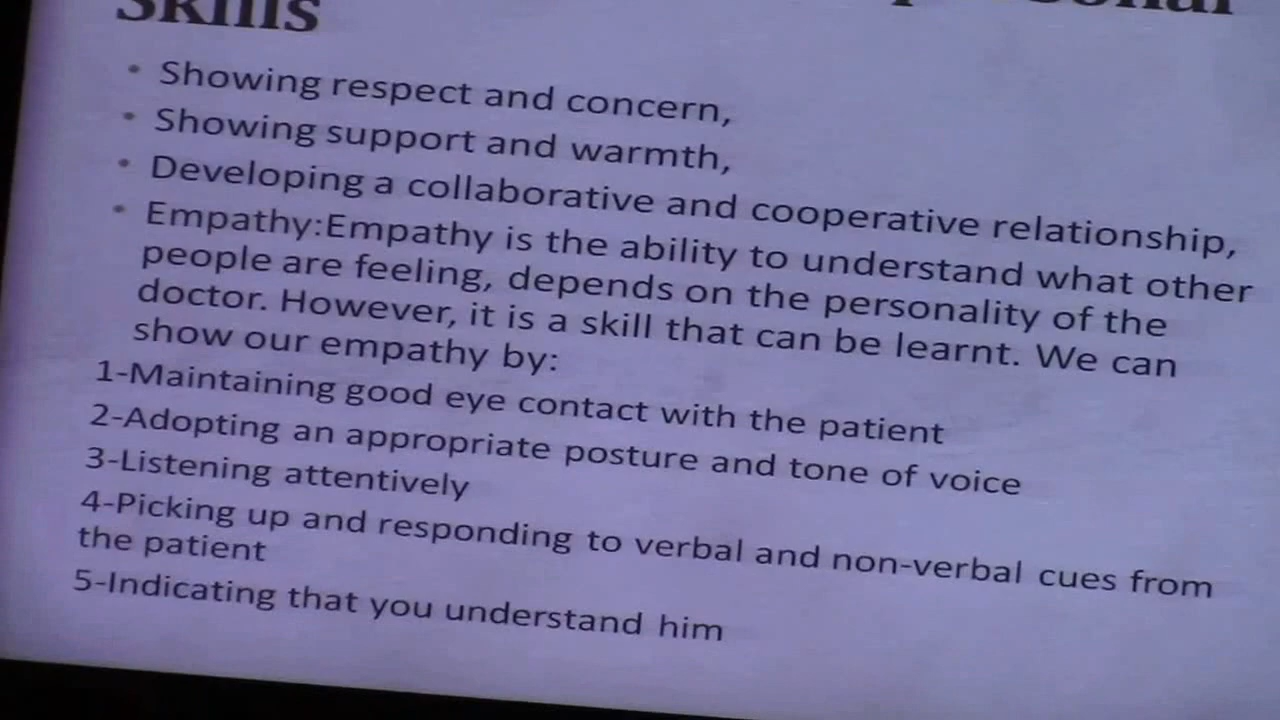 Skills
• Showing respect and concern,
• Showing support and warmth,
• Developing a collaborative and cooperative relationship,
• Empathy:Empathy is the ability to understand what other
people are feeling, depends on the personality of the
doctor. However, it is a skill that can be learnt. We can
show our empathy by:
1-Maintaining good eye contact with the patient
2-Adopting an appropriate posture and tone of voice
3-Listening attentively
4-Picking up and responding to verbal and non-verbal cues from
the patient
5-Indicating that you understand him